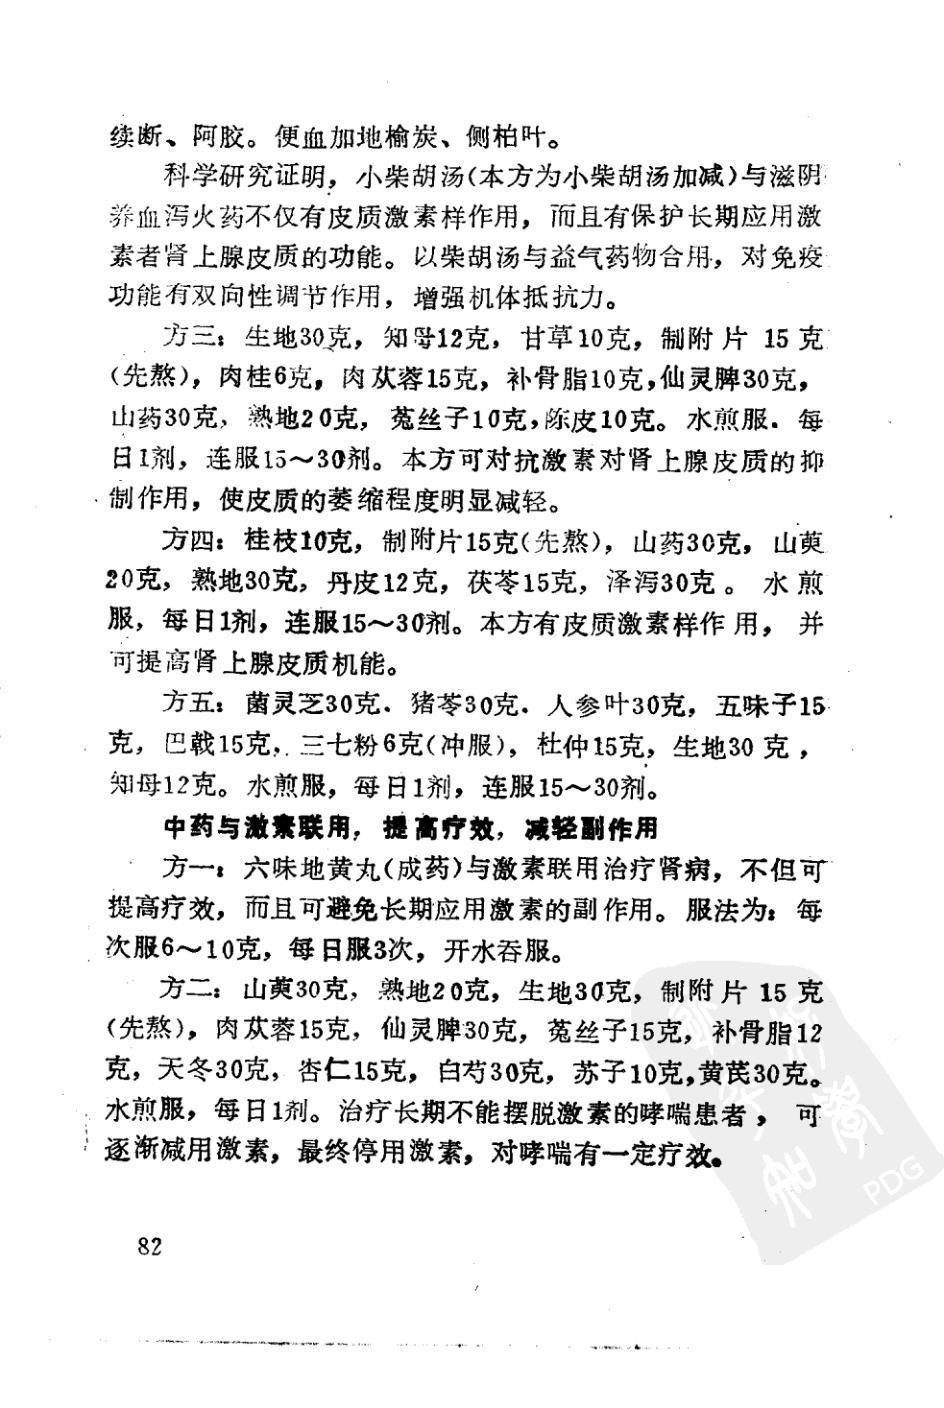 续断、阿胶。便血加地榆炭、侧柏叶。
科学研究证明，小柴胡汤(本方为小柴胡汤加减)与滋阴
养血泻火药不仅有皮质激素样作用，而且有保护长期应用激
素者肾上腺皮质的功能。以柴胡汤与益气药物合用，对免疫
功能有双向性调节作用，增强机体抵抗力。
方三：生地30克，知母12克，甘草10克，制附片 15 克
(先熬)，肉桂6克，肉苁蓉15克，补骨脂10克，仙灵脾30克，
山药30克，熟地20克，菟丝子10克，陈皮10克。水煎服．每
日1剂，连服15～30剂。本方可对抗激素对肾上腺皮质的抑
制作用，使皮质的萎缩程度明显减轻。
方四：桂枝10克，制附片15克(先熬)，山药30克，山萸
20克，熟地30克，丹皮12克，茯苓15克，泽泻30克。水煎
服，每日1剂，连服15～30剂。本方有皮质激素样作用，并
可提高肾上腺皮质机能。
方五：菌灵芝30克．猪苓30克．人参叶30克，五味子15
克，巴戟15克，三七粉6克(冲服)，杜仲15克，生地30克，
知母12克。水煎服，每日1剂，连服15～30剂。
中药与激素联用，提高疗效，减轻副作用
方一：六味地黄丸(成药)与激素联用治疗肾病，不但可
提高疗效，而且可避免长期应用激素的副作用。服法为：每
次服6～10克，每日服3次，开水吞服。
方二：山萸30克，熟地20克，生地30克，制附片 15 克
(先熬)，肉苁蓉15克，仙灵脾30克，菟丝子15克，补骨脂12
克，天冬30克，杏仁15克，白芍30克，苏子10克，黄芪30克。
水煎服，每日1剂。治疗长期不能摆脱激素的哮喘患者，可
逐渐减用激素，最终停用激素，对哮喘有一定疗效。
PDG
82